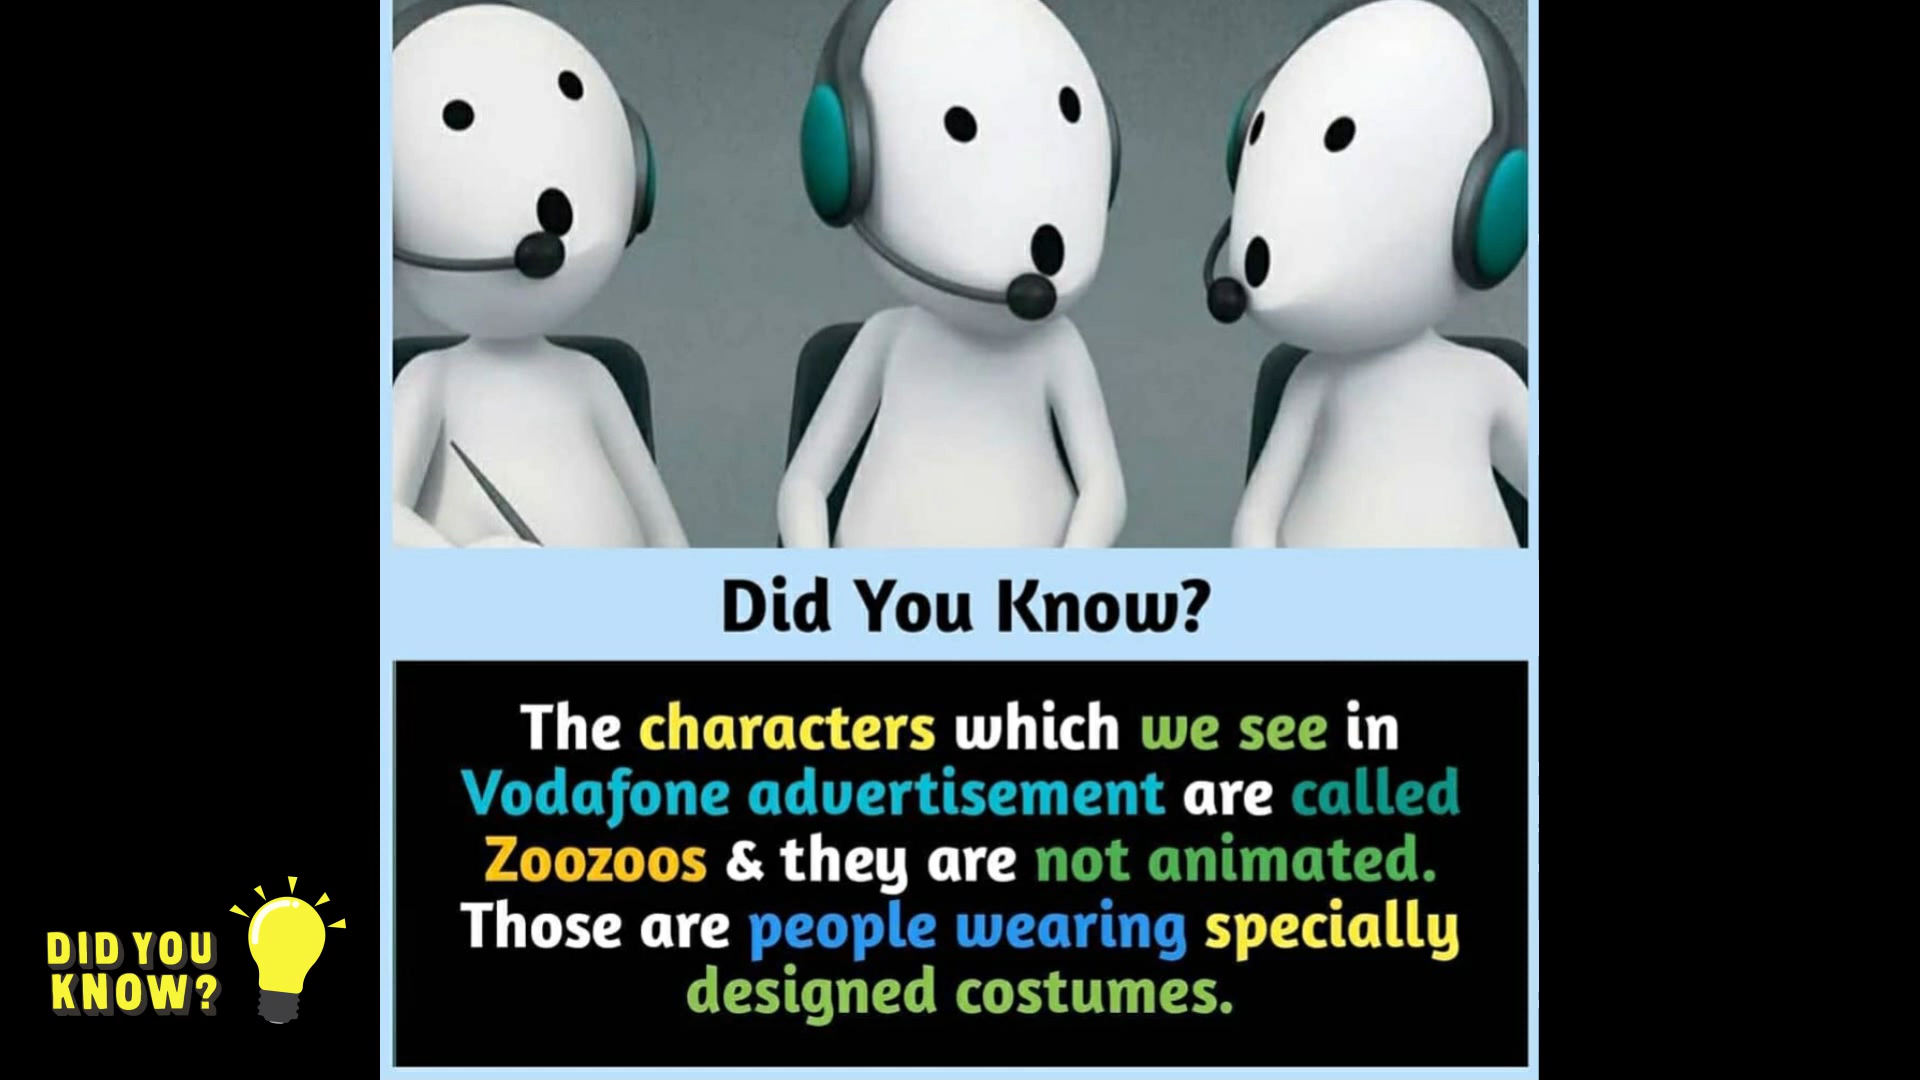 Did You Know?
The characters which we see in
Vodafone advertisement are called
Zoozoos & they are not animated.
Those are people wearing specially
designed costumes.
DID YOU
KNOW?